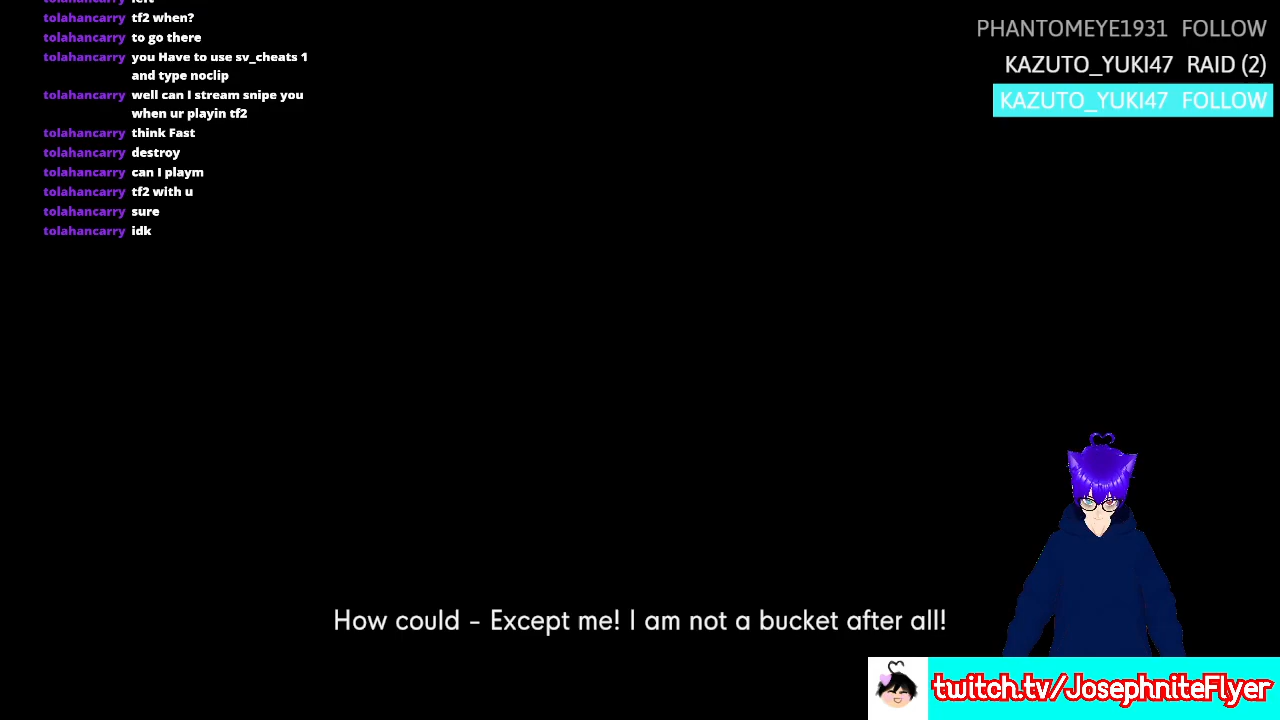 tolahancarry left
tolahancarry tf2 when?
tolahancarry to go there
tolahancarry you Have to use sv_cheats 1
and type noclip
tolahancarry well can I stream snipe you
when ur playin tf2
tolahancarry think Fast
tolahancarry destroy
tolahancarry can I playm
tolahancarry tf2 with u
tolahancarry sure
tolahancarry idk
PHANTOMEYE1931 FOLLOW
KAZUTO_YUKI47 RAID (2)
KAZUTO_YUKI47 FOLLOW
How could - Except me! I am not a bucket after all!
twitch.tv/JosephniteFlyer